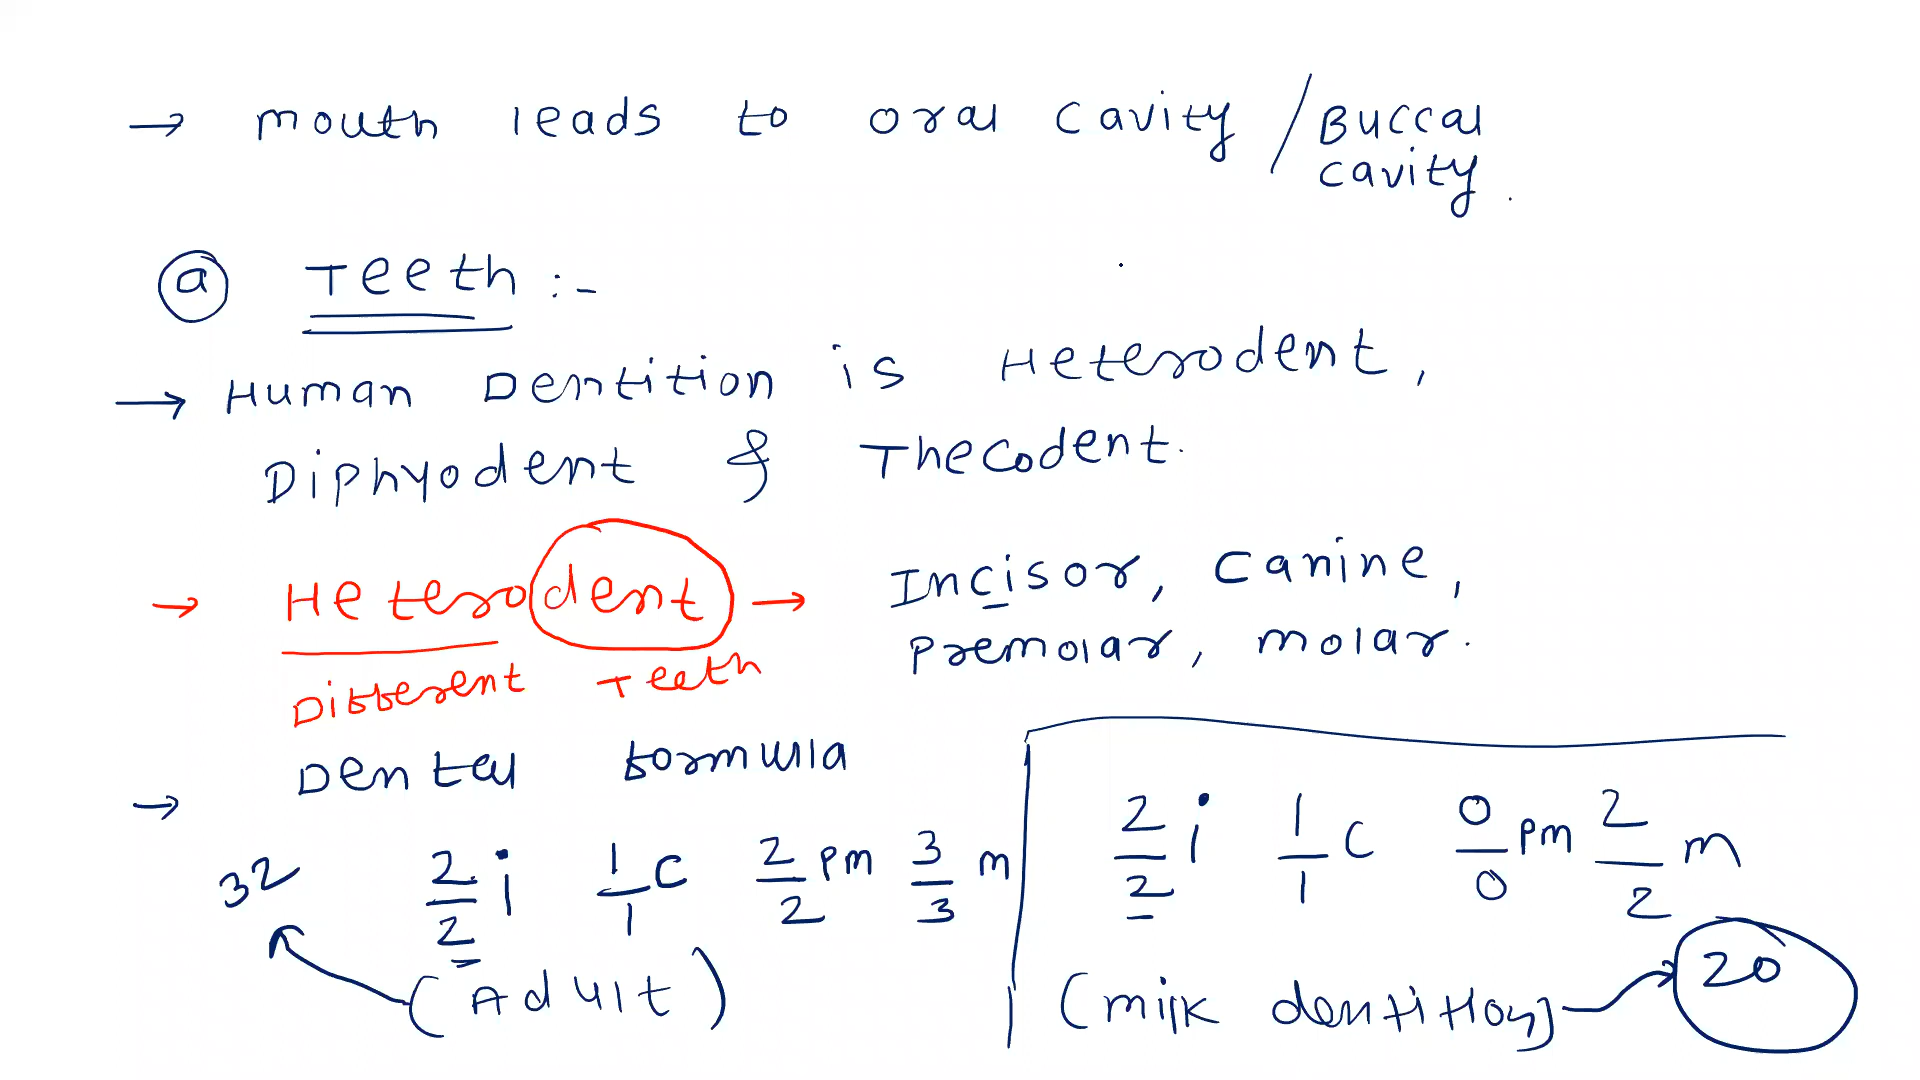 → mouth leads to oral cavity / Buccal cavity.
ⓐ Teeth :-
→ Human Dentition is Heterodent,
Diphyodent & Thecodent.
→ Heterodent → Incisor, canine,
Different Teeth premolar, molar.
→ Dental formula
32 2/2 i 1/1 c 2/2 pm 3/3 m
(Adult)
2/2 i 1/1 c 0/0 pm 2/2 m
(milk dentition) → 20